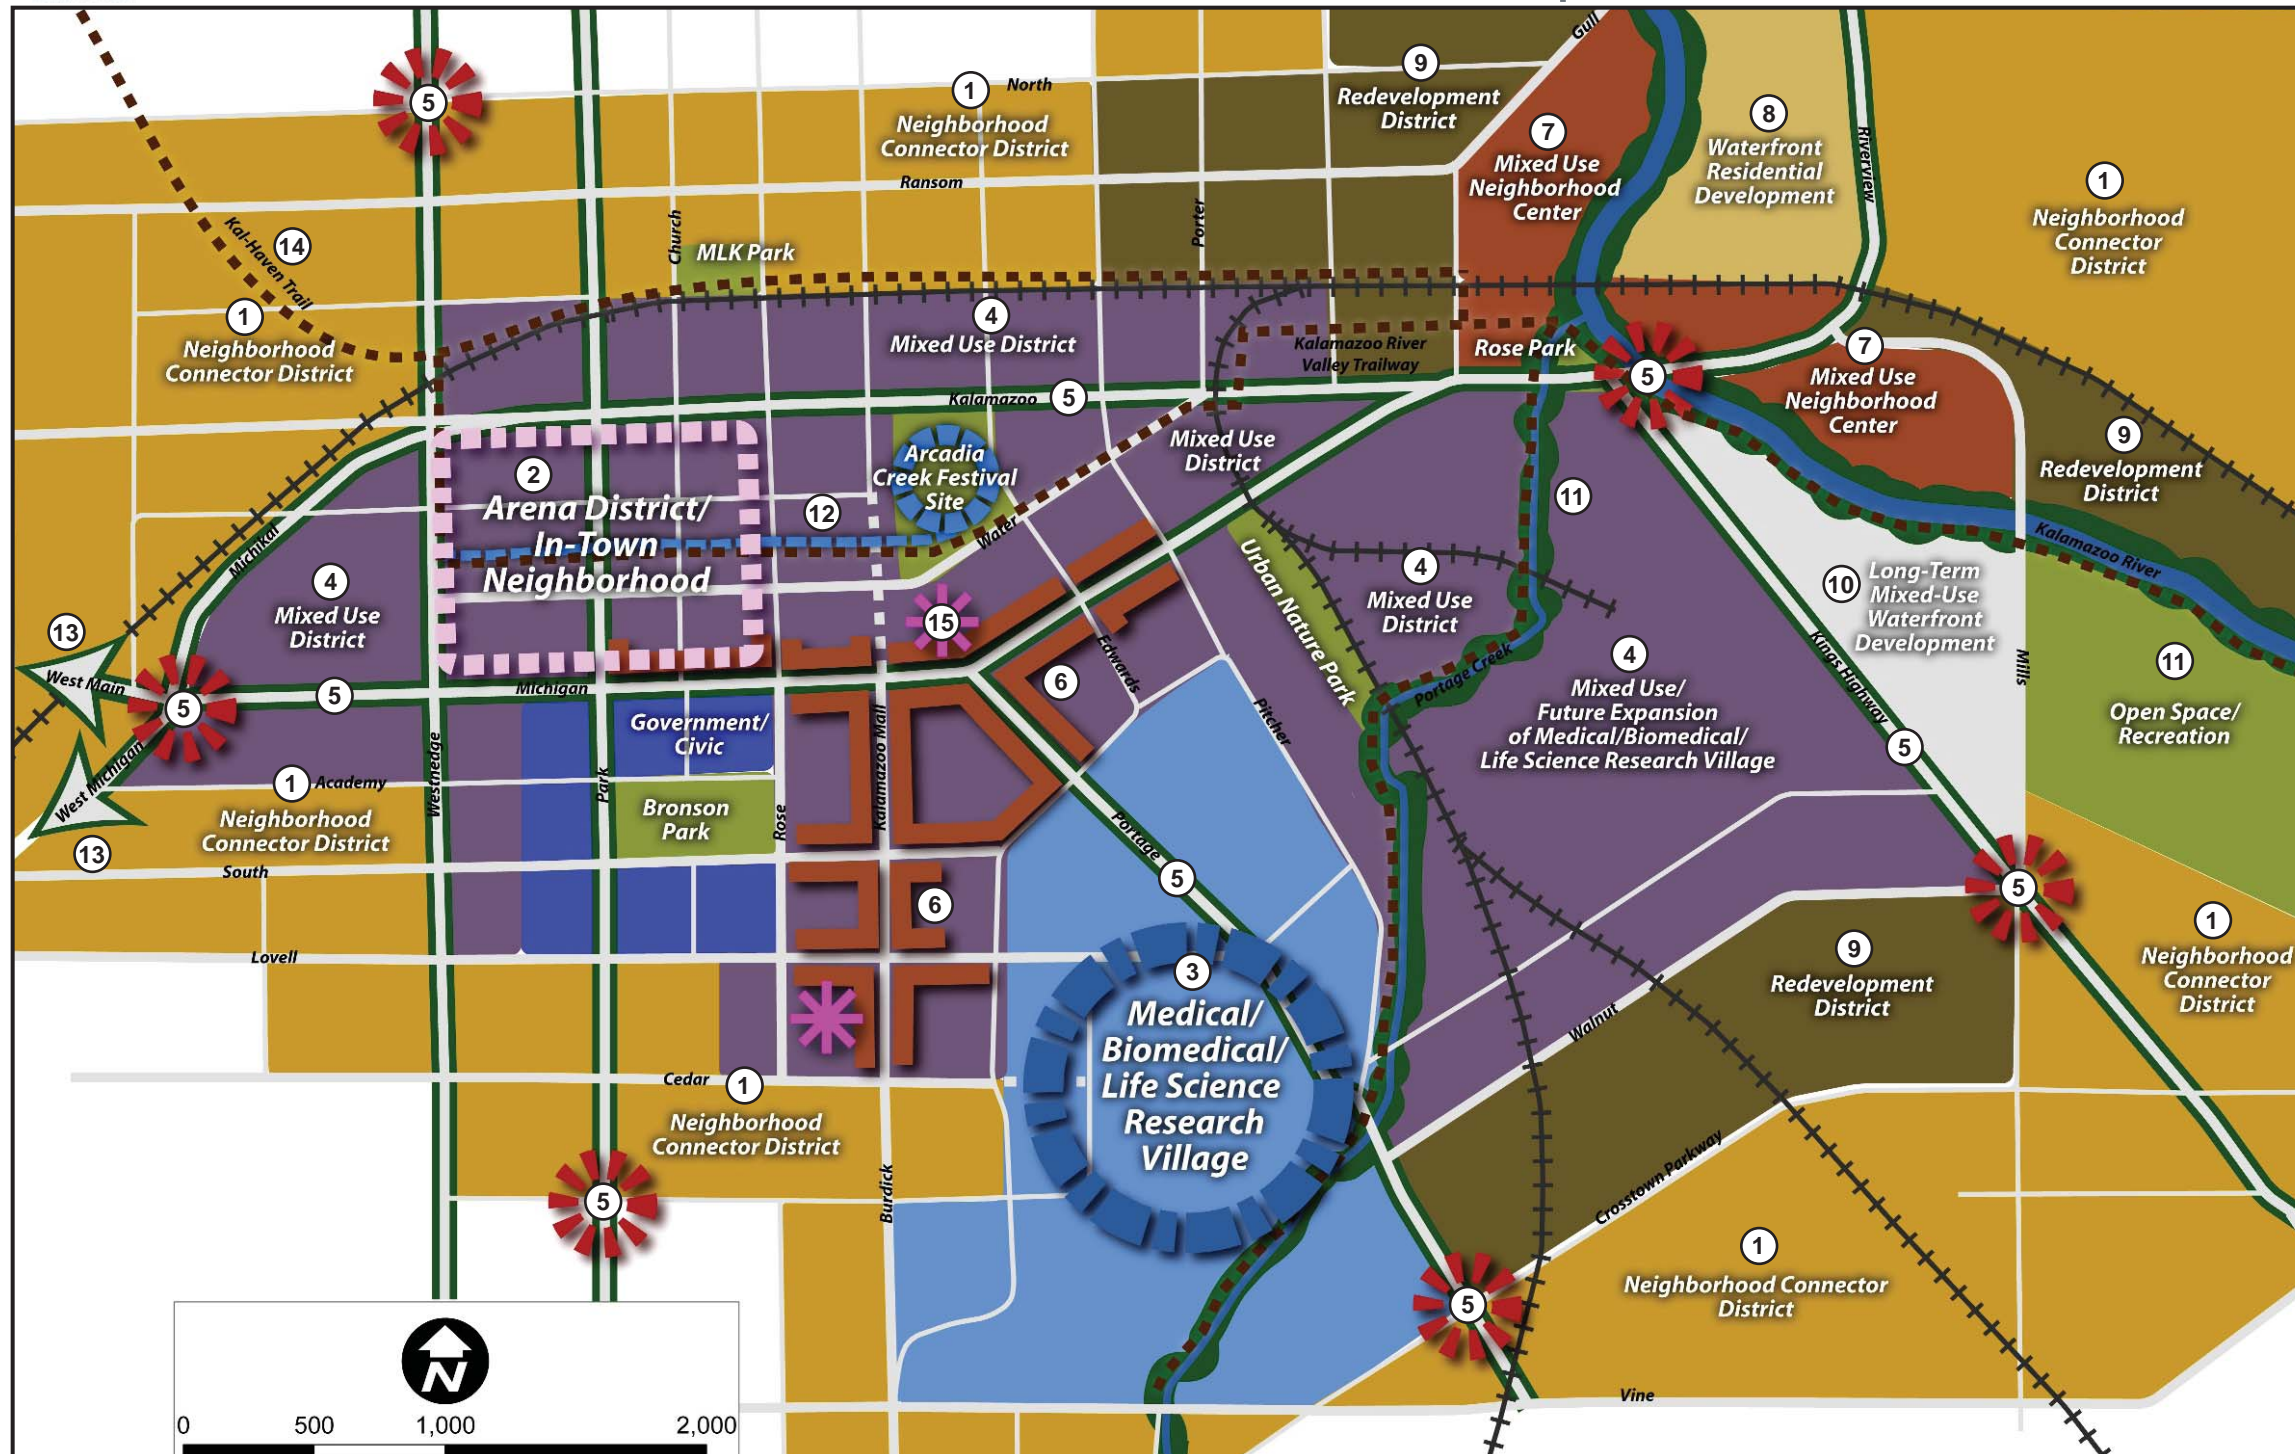 5
1
North
Neighborhood
Connector District
9
Redevelopment
District
Gull
7
Mixed Use
Neighborhood
Center
8
Waterfront
Residential
Development
Riverview
1
Neighborhood
Connector
District
Ransom
Church
Porter
MLK Park
Kal-Haven Trail
14
1
Neighborhood
Connector District
4
Mixed Use District
Kalamazoo River
Valley Trailway
Rose Park
5
7
Mixed Use
Neighborhood
Center
Kalamazoo
5
9
Redevelopment
District
2
Arena District/
In-Town
Neighborhood
12
Arcadia
Creek Festival
Site
Water
Mixed Use
District
11
Kalamazoo River
Michikal
4
Mixed Use
District
Urban Nature Park
4
Mixed Use
District
10
Long-Term
Mixed-Use
Waterfront
Development
Mills
13
West Main
5
5
Michigan
15
Edwards
6
Pitcher
Portage Creek
4
Mixed Use/
Future Expansion
of Medical/Biomedical/
Life Science Research Village
Kings Highway
5
11
Open Space/
Recreation
West Michigan
13
Westnedge
Park
Government/
Civic
Rose
Kalamazoo Mall
1
Academy
Neighborhood
Connector District
Bronson
Park
Portage
5
South
6
5
Lovell
3
Medical/
Biomedical/
Life Science
Research
Village
Walnut
9
Redevelopment
District
1
Neighborhood
Connector
District
Cedar
1
Neighborhood
Connector District
Burdick
5
Crosstown Parkway
5
1
Neighborhood Connector
District
Vine
N
0
500
1,000
2,000